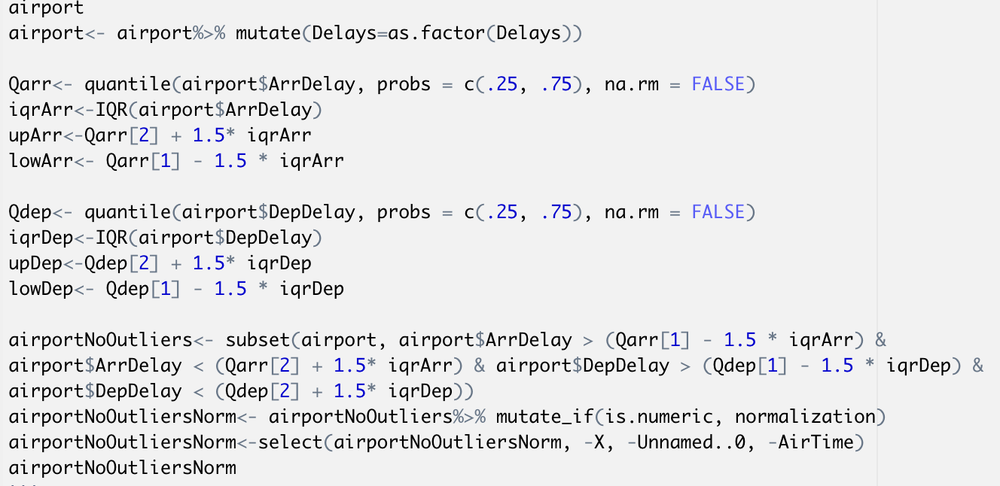 airport
airport<- airport%>% mutate(Delays=as.factor(Delays))
Qarr<- quantile(airport$ArrDelay, probs = c(.25, .75), na.rm = FALSE)
iqrArr<-IQR(airport$ArrDelay)
upArr<-Qarr[2] + 1.5* iqrArr
lowArr<- Qarr[1] - 1.5 * iqrArr
Qdep<- quantile(airport$DepDelay, probs = c(.25, .75), na.rm = FALSE)
iqrDep<-IQR(airport$DepDelay)
upDep<-Qdep[2] + 1.5* iqrDep
lowDep<- Qdep[1] - 1.5 * iqrDep
airportNoOutliers<- subset(airport, airport$ArrDelay > (Qarr[1] - 1.5 * iqrArr) &
airport$ArrDelay < (Qarr[2] + 1.5* iqrArr) & airport$DepDelay > (Qdep[1] - 1.5 * iqrDep) &
airport$DepDelay < (Qdep[2] + 1.5* iqrDep))
airportNoOutliersNorm<- airportNoOutliers%>% mutate_if(is.numeric, normalization)
airportNoOutliersNorm<-select(airportNoOutliersNorm, -X, -Unnamed..0, -AirTime)
airportNoOutliersNorm